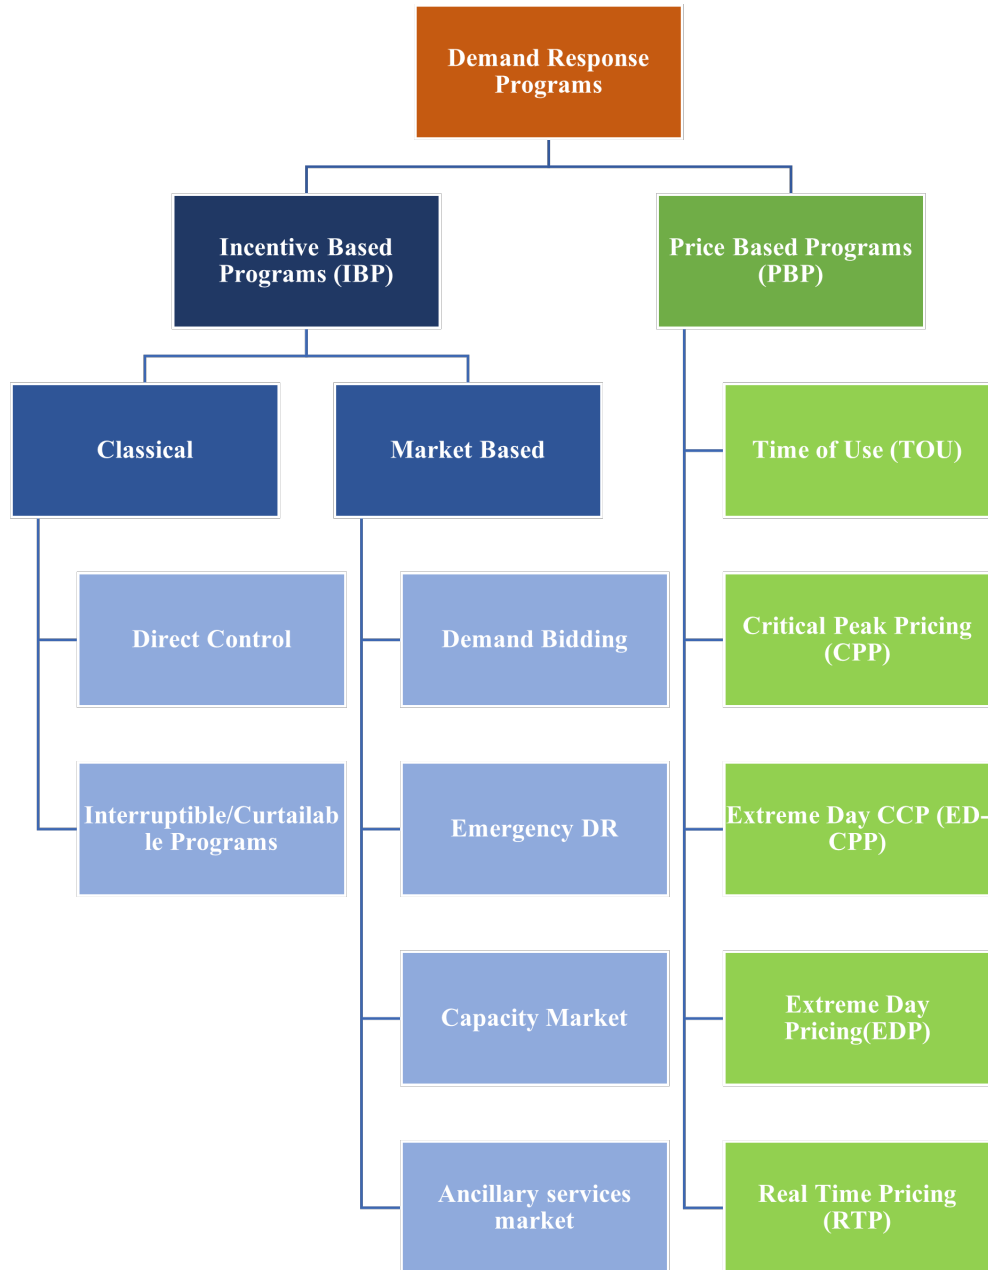 Demand Response
Programs
Incentive Based
Programs (IBP)
Price Based Programs
(PBP)
Classical
Market Based
Time of Use (TOU)
Direct Control
Demand Bidding
Critical Peak Pricing
(CPP)
Interruptible/Curtailab
le Programs
Emergency DR
Extreme Day CCP (ED-
CPP)
Capacity Market
Extreme Day
Pricing(EDP)
Ancillary services
market
Real Time Pricing
(RTP)